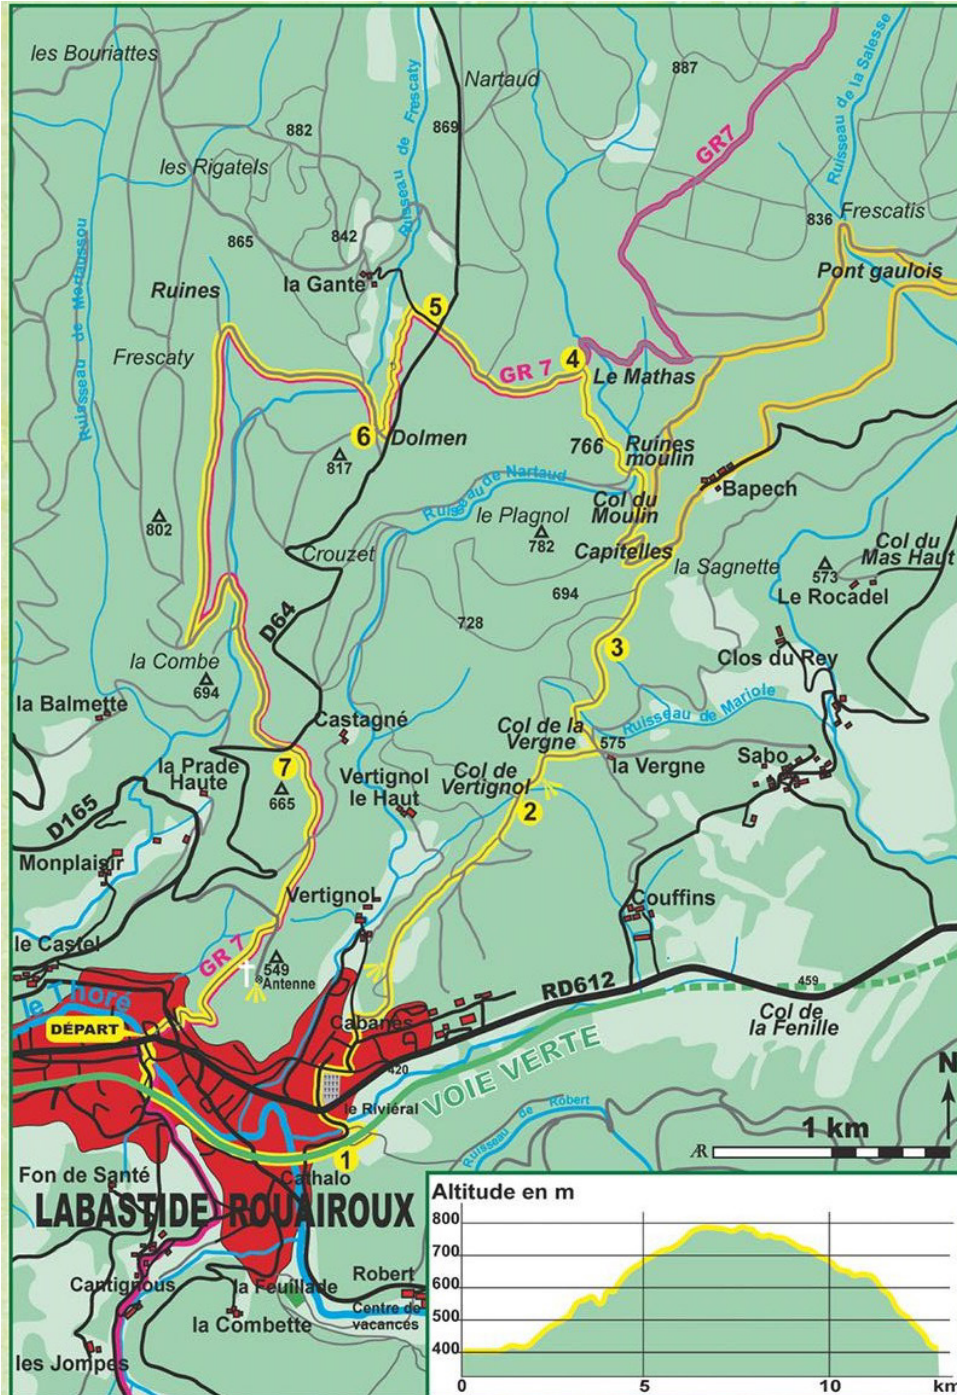 les Bouriattes
Nartaud
887
Ruisseau de la Salesse
Ruisseau de Frescaty
882
869
GR7
les Rigatels
836
Frescatis
865
842
Pont gaulois
la Gante
Ruines
5
Frescaty
GR 7
4
Le Mathas
6
Dolmen
817
766
Ruines
moulin
Bapech
Ruisseau de Nartaud
802
le Plagnol
782
Col du
Moulin
Crouzet
Capitelles
la Sagnette
Col du
Mas Haut
573
Le Rocadel
694
D64
728
3
Clos du Rey
la Combe
694
la Balmette
Castagné
Col de la
Vergne
Ruisseau de Mariole
575
la Vergne
Sabo
7
la Prade
Haute
665
Vertignol
le Haut
Col de
Vertignol
2
D165
Monplaisir
Vertignol
Couffins
le Castel
GR 7
549
Antenne
RD612
459
Col de
la Fenille
le Thoré
DÉPART
Cabanes
420
VOIE VERTE
N
le Riviéral
Ruisseau de Robert
1 km
AR
1
Cathalo
Fon de Santé
LABASTIDE ROUAIROUX
Cantignous
la Feuillade
la Combette
Robert
Centre de
vacances
les Jompes
Altitude en m
800
700
600
500
400
0 5 10 km